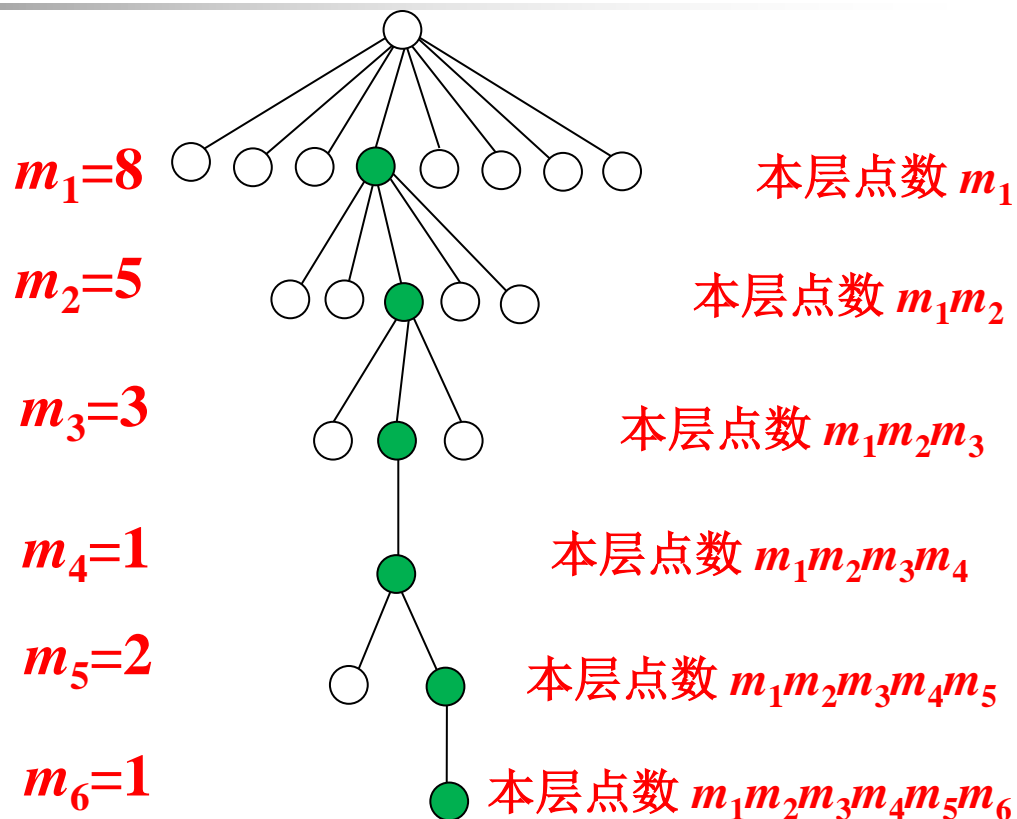 m₁=8 本层点数 m₁
m₂=5 本层点数 m₁m₂
m₃=3 本层点数 m₁m₂m₃
m₄=1 本层点数 m₁m₂m₃m₄
m₅=2 本层点数 m₁m₂m₃m₄m₅
m₆=1 本层点数 m₁m₂m₃m₄m₅m₆